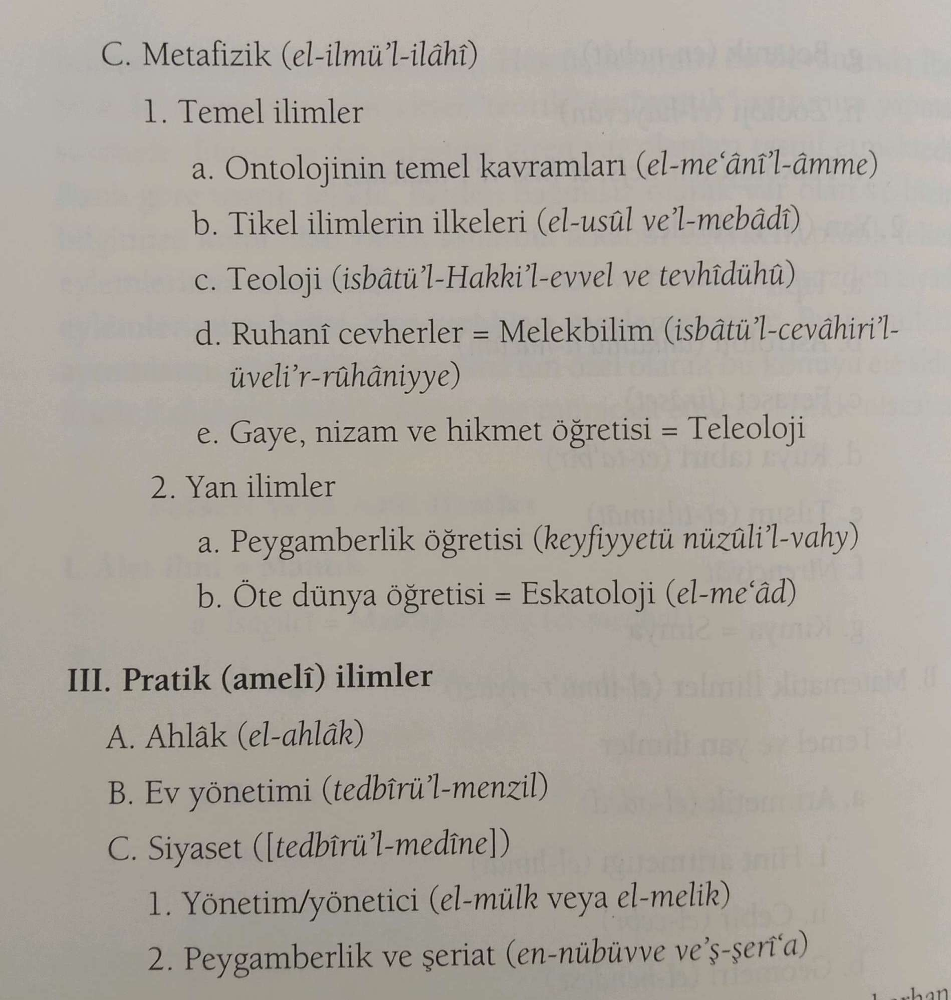 C. Metafizik (el-ilmü’l-ilâhî)
1. Temel ilimler
a. Ontolojinin temel kavramları (el-me‘ânî’l-âmme)
b. Tikel ilimlerin ilkeleri (el-usûl ve’l-mebâdî)
c. Teoloji (isbâtü’l-Hakki’l-evvel ve tevhîdühû)
d. Ruhanî cevherler = Melekbilim (isbâtü’l-cevâhiri’l-
üveli’r-rûhâniyye)
e. Gaye, nizam ve hikmet öğretisi = Teleoloji
2. Yan ilimler
a. Peygamberlik öğretisi (keyfiyyetü nüzûli’l-vahy)
b. Öte dünya öğretisi = Eskatoloji (el-me‘âd)
III. Pratik (amelî) ilimler
A. Ahlâk (el-ahlâk)
B. Ev yönetimi (tedbîrü’l-menzil)
C. Siyaset ([tedbîrü’l-medîne])
1. Yönetim/yönetici (el-mülk veya el-melik)
2. Peygamberlik ve şeriat (en-nübüvve ve’ş-şerî‘a)